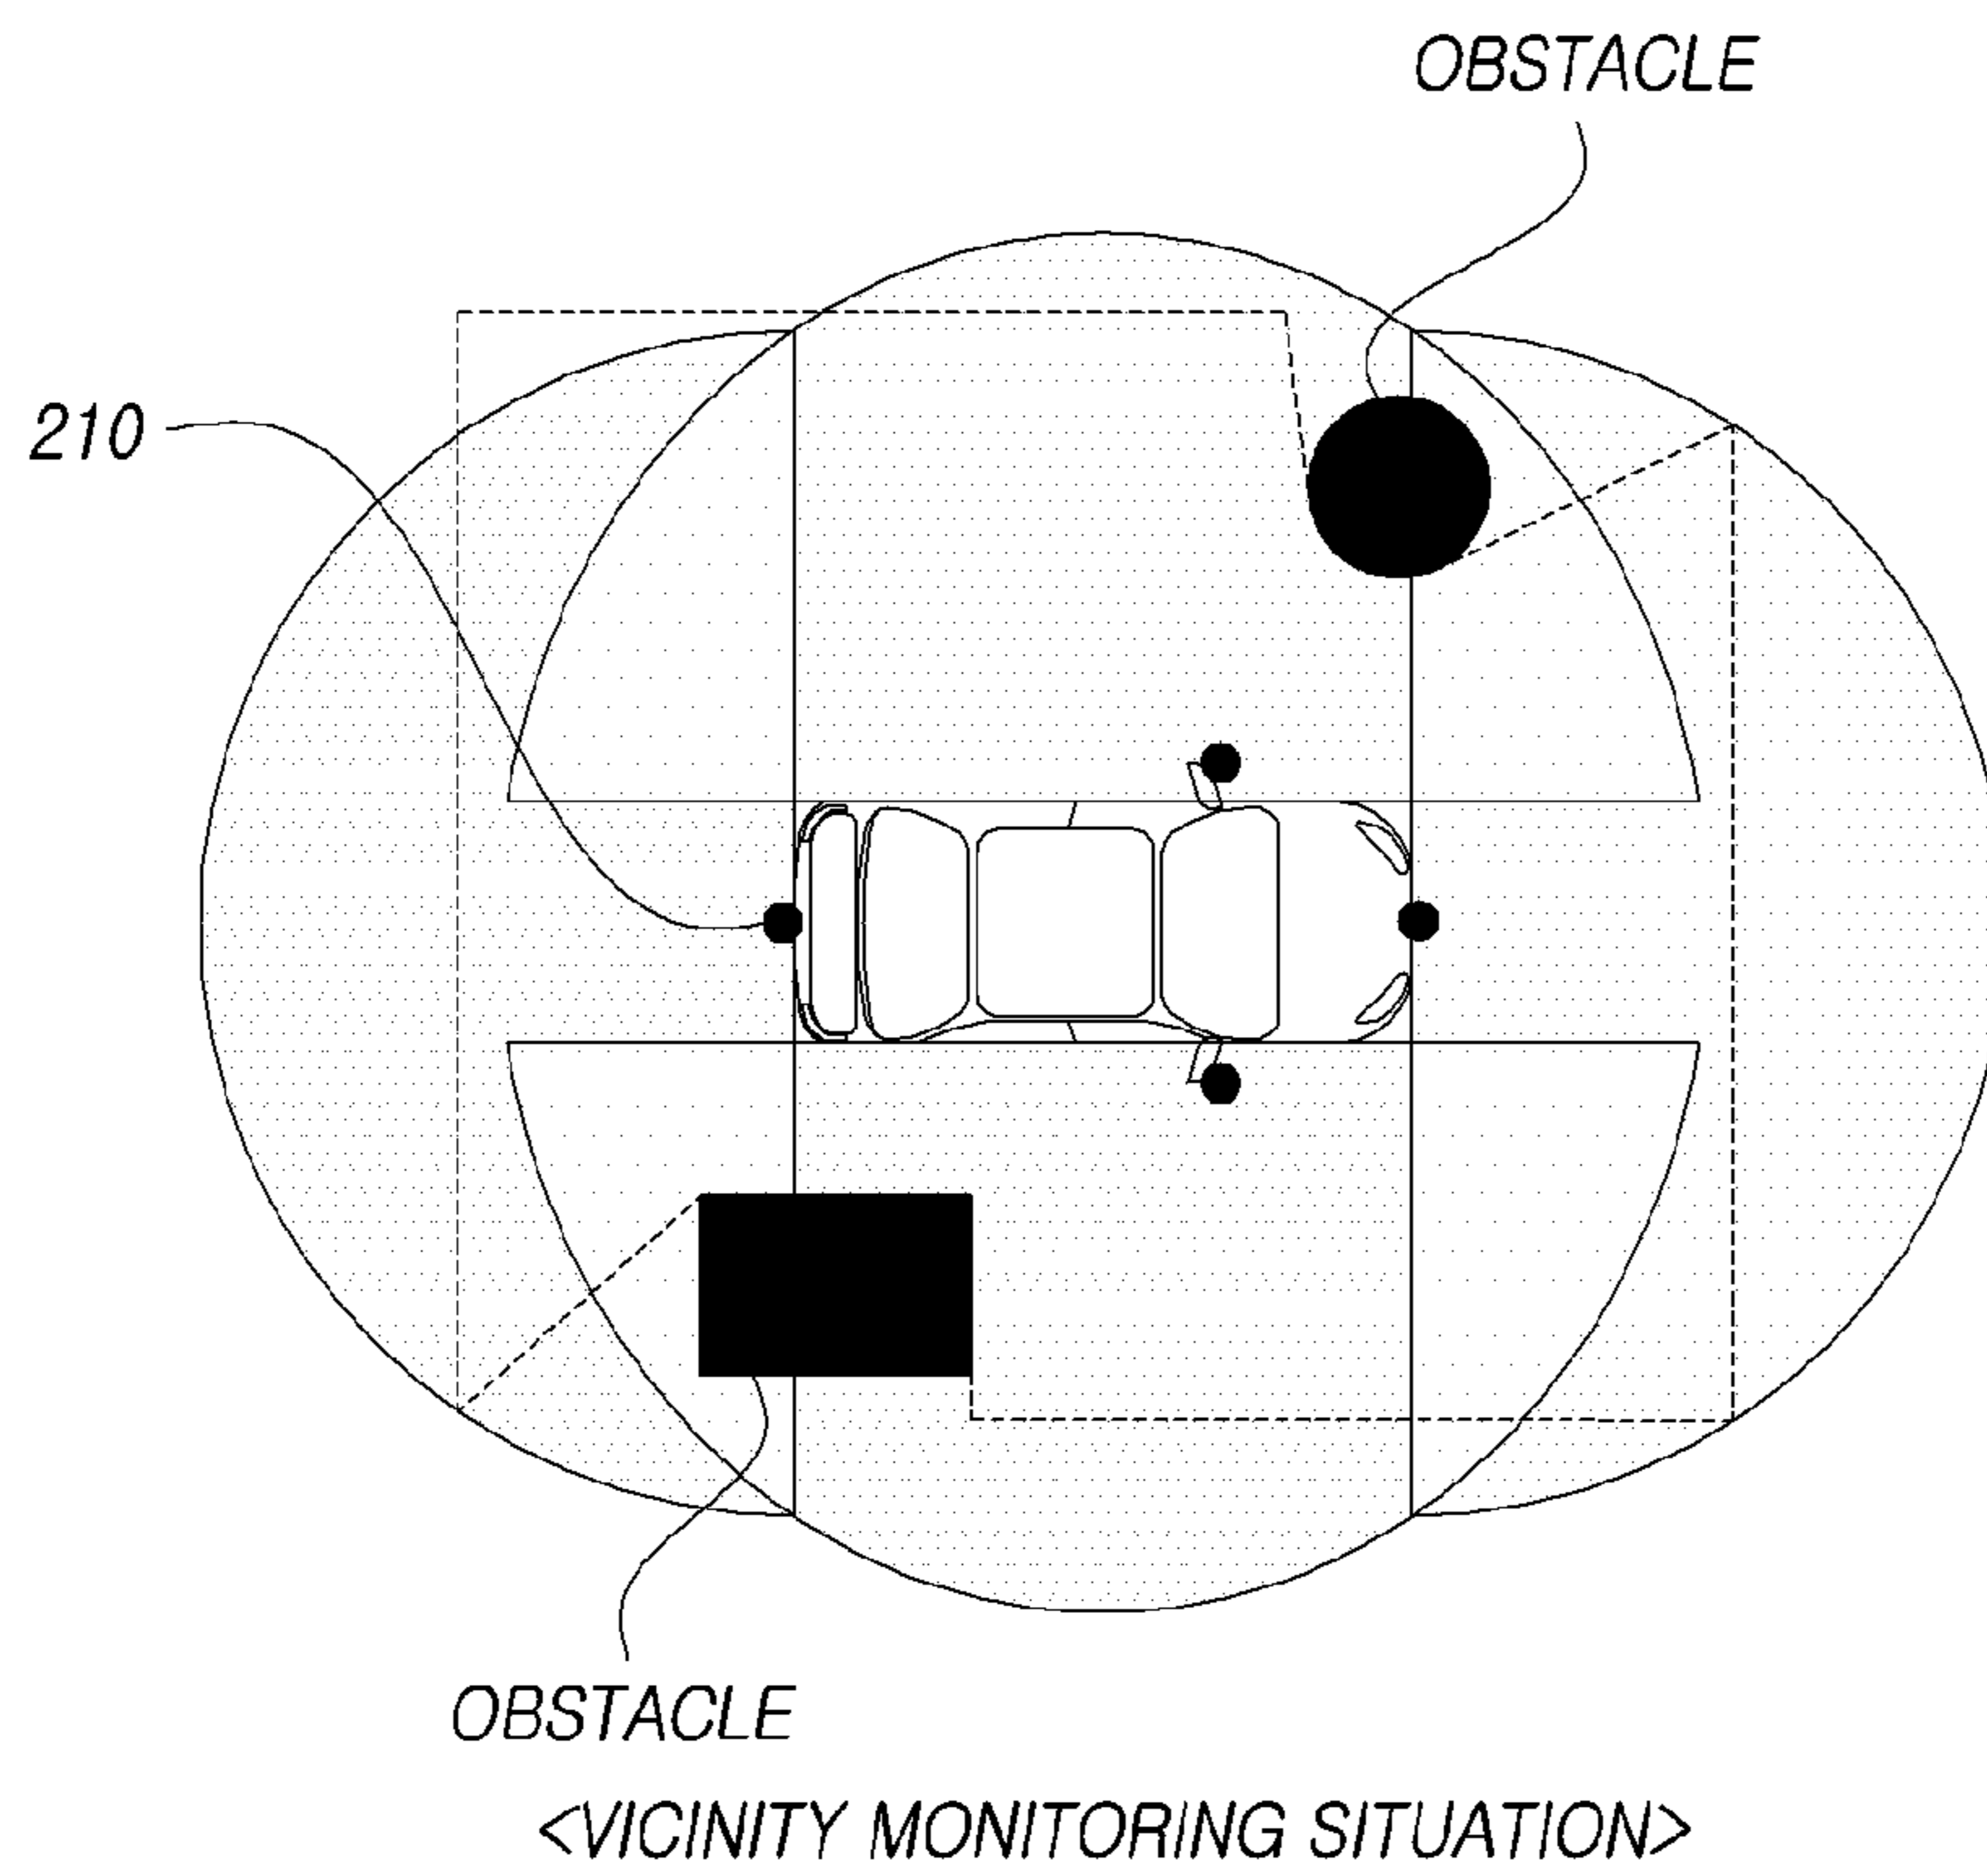 OBSTACLE
210
OBSTACLE
<VICINITY MONITORING SITUATION>